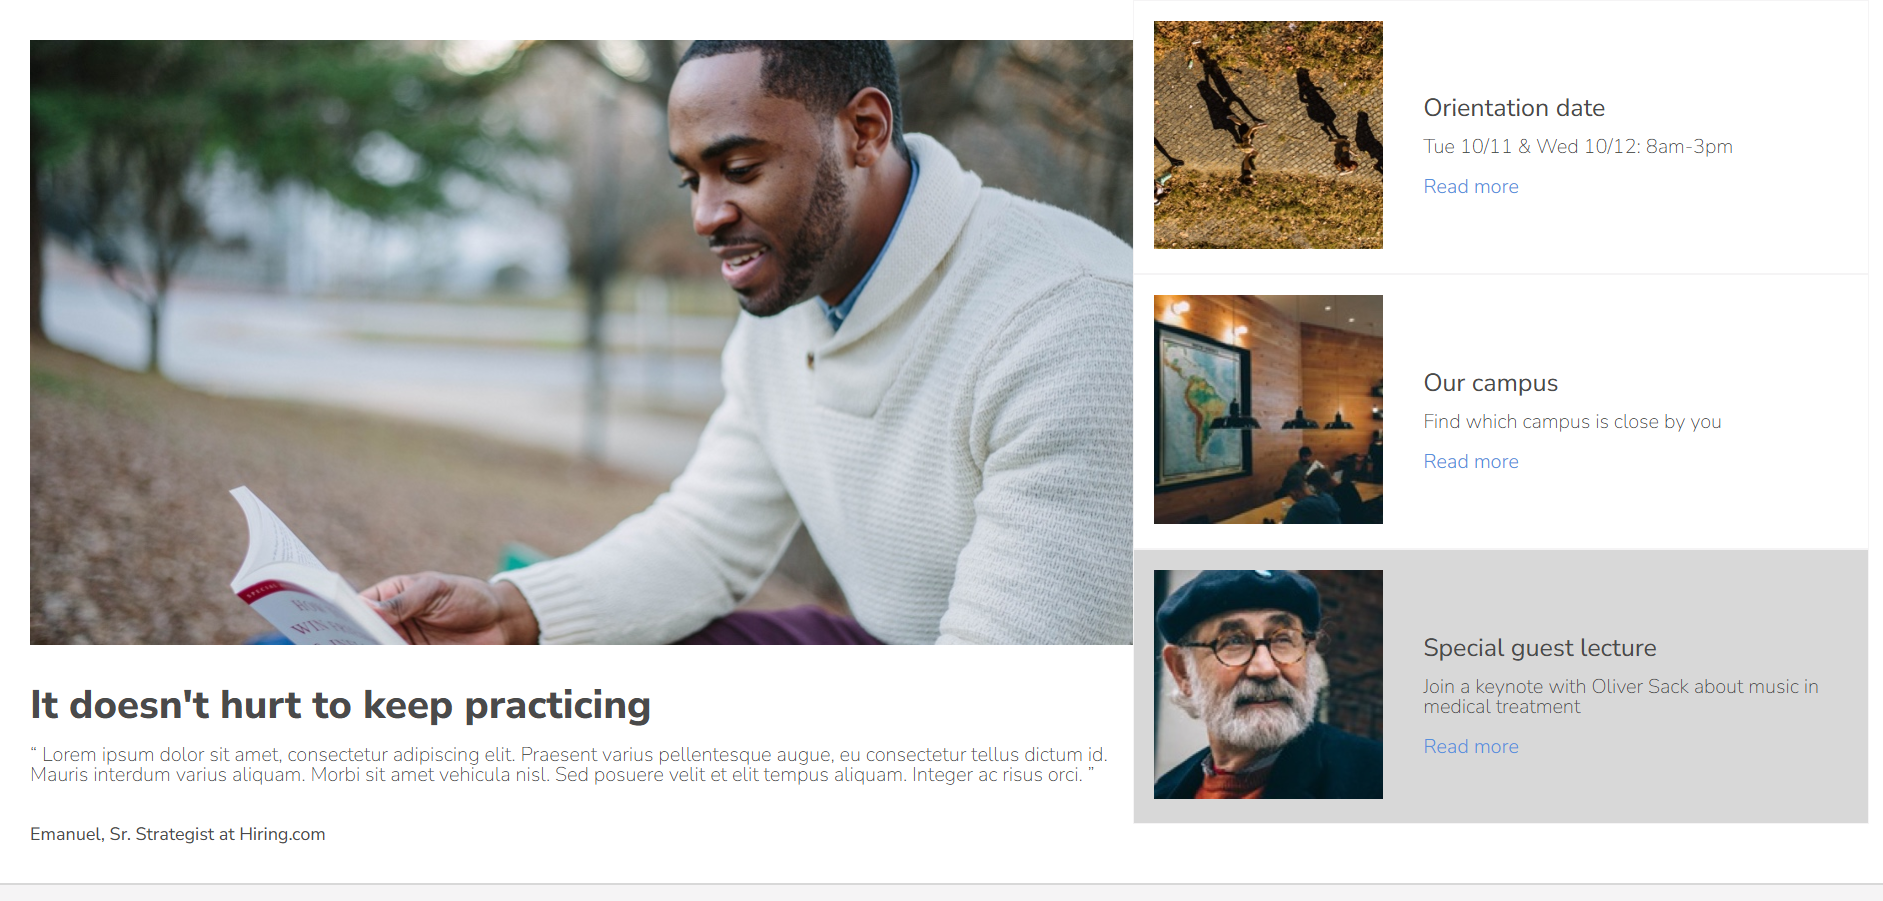 It doesn't hurt to keep practicing
“ Lorem ipsum dolor sit amet, consectetur adipiscing elit. Praesent varius pellentesque augue, eu consectetur tellus dictum id.
Mauris interdum varius aliquam. Morbi sit amet vehicula nisl. Sed posuere velit et elit tempus aliquam. Integer ac risus orci. ”
Emanuel, Sr. Strategist at Hiring.com
Orientation date
Tue 10/11 & Wed 10/12: 8am-3pm
Read more
Our campus
Find which campus is close by you
Read more
Special guest lecture
Join a keynote with Oliver Sack about music in
medical treatment
Read more